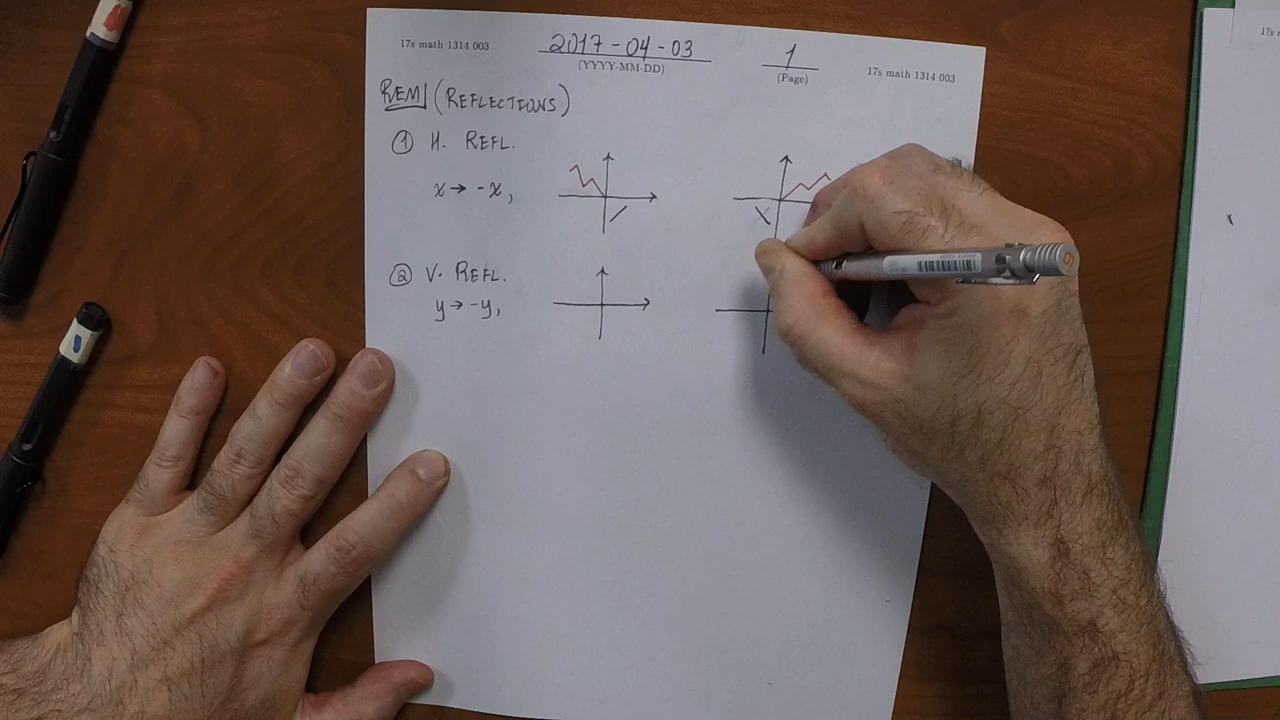 17s math 1314 003 2017-04-03 1 17s math 1314 003
(YYYY-MM-DD) (Page)
REM (REFLECTIONS)
① H. REFL.
x → -x,
② V. REFL.
y → -y,